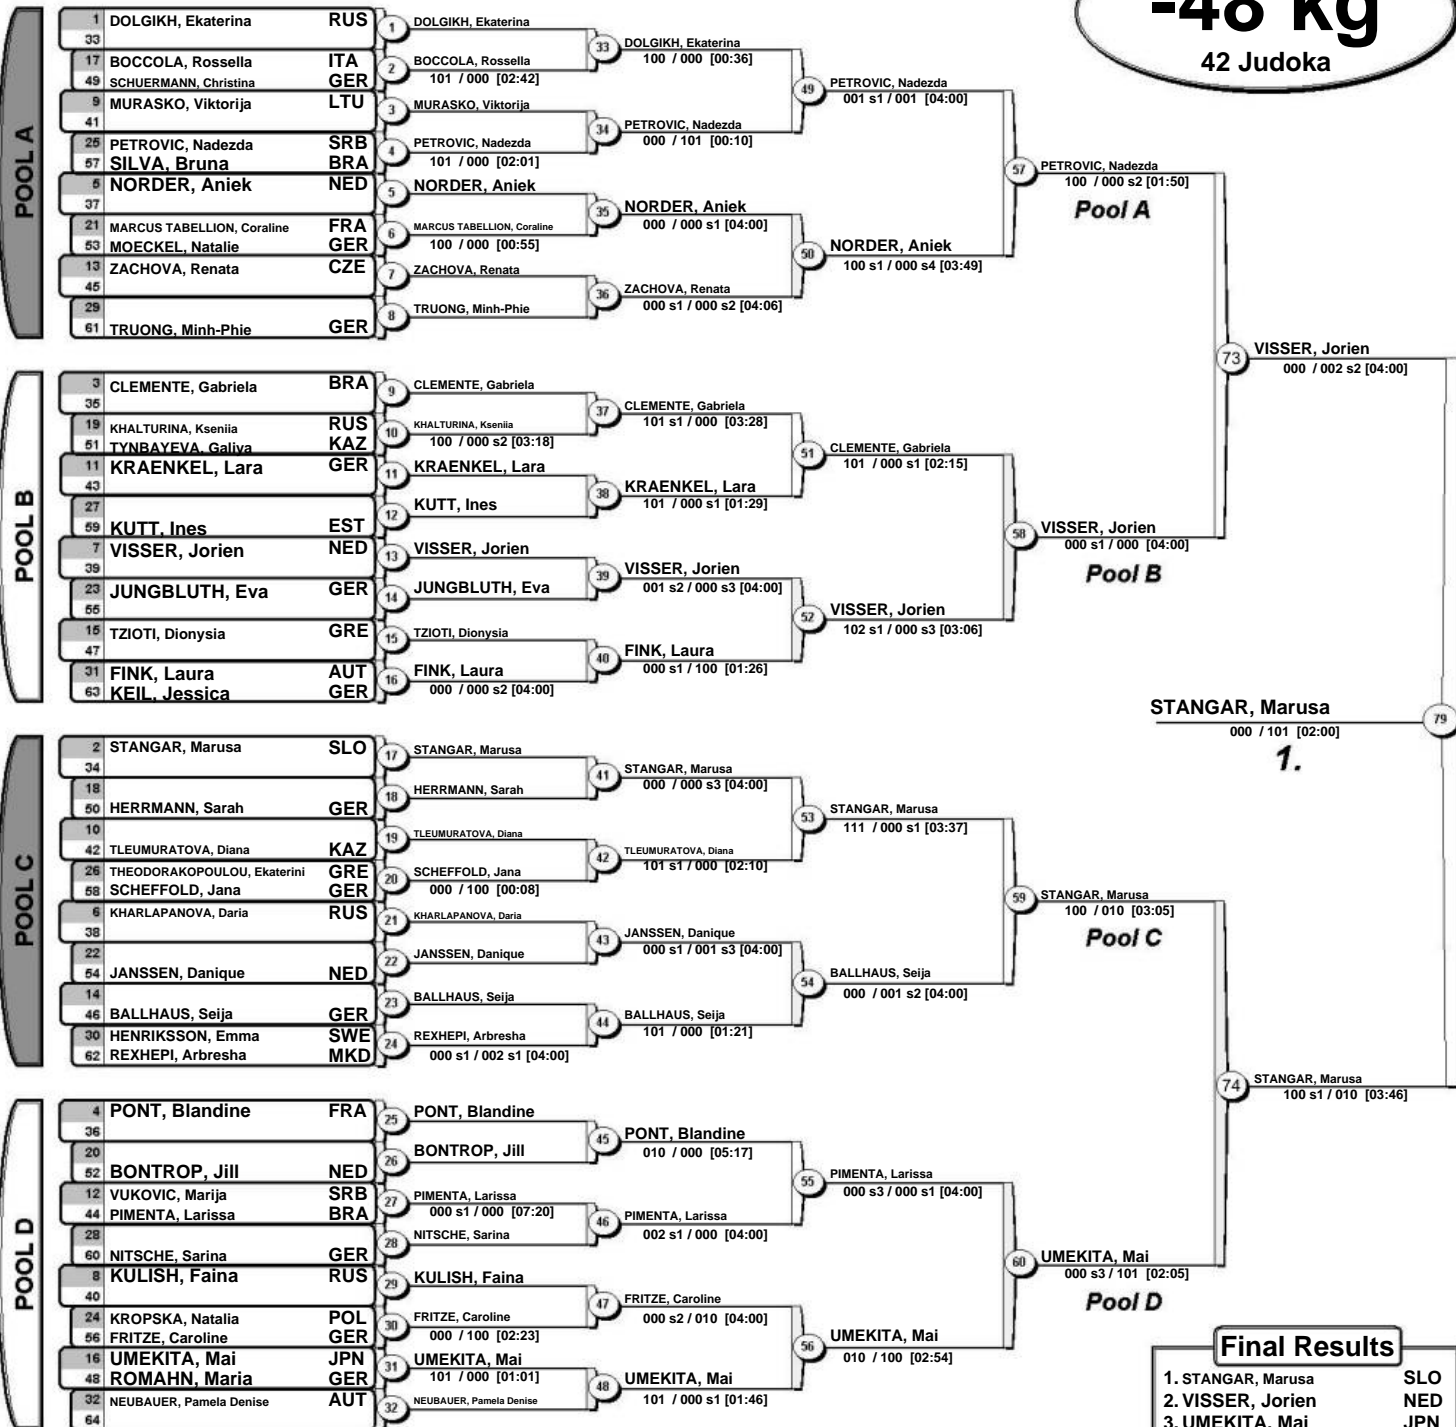 -48 kg
42 Judoka
POOL A
1 DOLGIKH, Ekaterina RUS
33
17 BOCCOLA, Rossella ITA
49 SCHUERMANN, Christina GER
9 MURASKO, Viktorija LTU
41
25 PETROVIC, Nadezda SRB
57 SILVA, Bruna BRA
5 NORDER, Aniek NED
37
21 MARCUS TABELLION, Coraline FRA
53 MOECKEL, Natalie GER
13 ZACHOVA, Renata CZE
45
29
61 TRUONG, Minh-Phie GER
1 DOLGIKH, Ekaterina
2 BOCCOLA, Rossella
101 / 000 [02:42]
3 MURASKO, Viktorija
4 PETROVIC, Nadezda
101 / 000 [02:01]
5 NORDER, Aniek
6 MARCUS TABELLION, Coraline
100 / 000 [00:55]
7 ZACHOVA, Renata
8 TRUONG, Minh-Phie
33 DOLGIKH, Ekaterina
100 / 000 [00:36]
34 PETROVIC, Nadezda
000 / 101 [00:10]
35 NORDER, Aniek
000 / 000 s1 [04:00]
36 ZACHOVA, Renata
000 s1 / 000 s2 [04:06]
49 PETROVIC, Nadezda
001 s1 / 001 [04:00]
50 NORDER, Aniek
100 s1 / 000 s4 [03:49]
57 PETROVIC, Nadezda
100 / 000 s2 [01:50]
Pool A
POOL B
3 CLEMENTE, Gabriela BRA
35
19 KHALTURINA, Kseniia RUS
51 TYNBAYEVA, Galiya KAZ
11 KRAENKEL, Lara GER
43
27
59 KUTT, Ines EST
7 VISSER, Jorien NED
39
23 JUNGBLUTH, Eva GER
55
15 TZIOTI, Dionysia GRE
47
31 FINK, Laura AUT
63 KEIL, Jessica GER
9 CLEMENTE, Gabriela
10 KHALTURINA, Kseniia
100 / 000 s2 [03:18]
11 KRAENKEL, Lara
12 KUTT, Ines
13 VISSER, Jorien
14 JUNGBLUTH, Eva
15 TZIOTI, Dionysia
16 FINK, Laura
000 / 000 s2 [04:00]
37 CLEMENTE, Gabriela
101 s1 / 000 [03:28]
38 KRAENKEL, Lara
101 / 000 s1 [01:29]
39 VISSER, Jorien
001 s2 / 000 s3 [04:00]
40 FINK, Laura
000 s1 / 100 [01:26]
51 CLEMENTE, Gabriela
101 / 000 s1 [02:15]
52 VISSER, Jorien
102 s1 / 000 s3 [03:06]
58 VISSER, Jorien
000 s1 / 000 [04:00]
Pool B
73 VISSER, Jorien
000 / 002 s2 [04:00]
POOL C
2 STANGAR, Marusa SLO
34
18
50 HERRMANN, Sarah GER
10
42 TLEUMURATOVA, Diana KAZ
26 THEODORAKOPOULOU, Ekaterini GRE
58 SCHEFFOLD, Jana GER
6 KHARLAPANOVA, Daria RUS
38
22
54 JANSSEN, Danique NED
14
46 BALLHAUS, Seija GER
30 HENRIKSSON, Emma SWE
62 REXHEPI, Arbresha MKD
17 STANGAR, Marusa
18 HERRMANN, Sarah
19 TLEUMURATOVA, Diana
20 SCHEFFOLD, Jana
000 / 100 [00:08]
21 KHARLAPANOVA, Daria
22 JANSSEN, Danique
23 BALLHAUS, Seija
24 REXHEPI, Arbresha
000 s1 / 002 s1 [04:00]
41 STANGAR, Marusa
000 / 000 s3 [04:00]
42 TLEUMURATOVA, Diana
101 s1 / 000 [02:10]
43 JANSSEN, Danique
000 s1 / 001 s3 [04:00]
44 BALLHAUS, Seija
101 / 000 [01:21]
53 STANGAR, Marusa
111 / 000 s1 [03:37]
54 BALLHAUS, Seija
000 / 001 s2 [04:00]
59 STANGAR, Marusa
100 / 010 [03:05]
Pool C
STANGAR, Marusa 79
000 / 101 [02:00]
1.
POOL D
4 PONT, Blandine FRA
36
20
52 BONTROP, Jill NED
12 VUKOVIC, Marija SRB
44 PIMENTA, Larissa BRA
28
60 NITSCHE, Sarina GER
8 KULISH, Faina RUS
40
24 KROPSKA, Natalia POL
56 FRITZE, Caroline GER
16 UMEKITA, Mai JPN
48 ROMAHN, Maria GER
32 NEUBAUER, Pamela Denise AUT
64
25 PONT, Blandine
26 BONTROP, Jill
27 PIMENTA, Larissa
000 s1 / 000 [07:20]
28 NITSCHE, Sarina
29 KULISH, Faina
30 FRITZE, Caroline
000 / 100 [02:23]
31 UMEKITA, Mai
101 / 000 [01:01]
32 NEUBAUER, Pamela Denise
45 PONT, Blandine
010 / 000 [05:17]
46 PIMENTA, Larissa
002 s1 / 000 [04:00]
47 FRITZE, Caroline
000 s2 / 010 [04:00]
48 UMEKITA, Mai
101 / 000 s1 [01:46]
55 PIMENTA, Larissa
000 s3 / 000 s1 [04:00]
56 UMEKITA, Mai
010 / 100 [02:54]
60 UMEKITA, Mai
000 s3 / 101 [02:05]
Pool D
74 STANGAR, Marusa
100 s1 / 010 [03:46]
Final Results
1. STANGAR, Marusa SLO
2. VISSER, Jorien NED
3. UMEKITA, Mai JPN